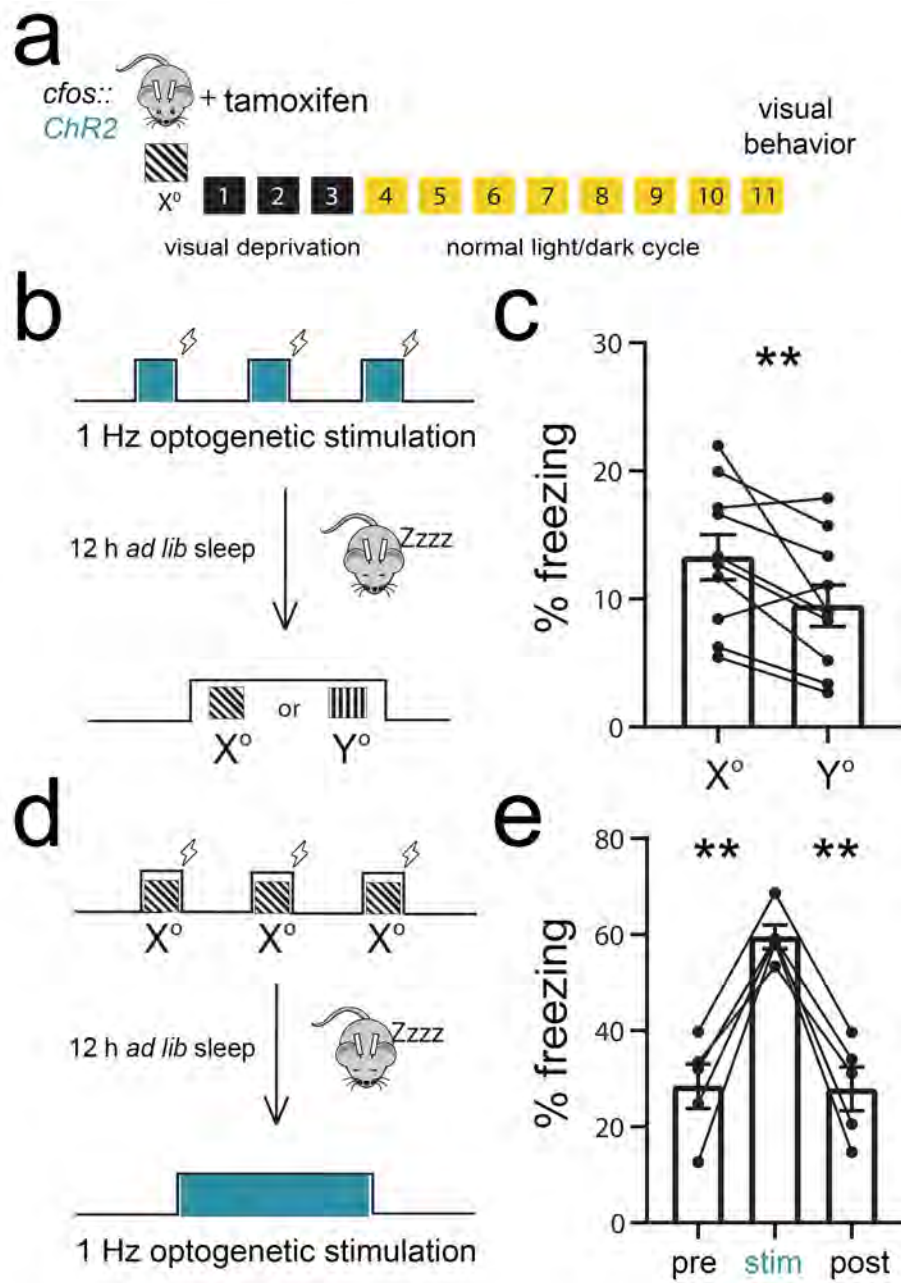 a
cfos::
ChR2
+ tamoxifen
visual
behavior
X°
1 2 3 4 5 6 7 8 9 10 11
visual deprivation
normal light/dark cycle
b
1 Hz optogenetic stimulation
12 h ad lib sleep
Zzzz
or
X° Y°
c
30
20
10
0
% freezing
**
X° Y°
d
X° X° X°
12 h ad lib sleep
Zzzz
1 Hz optogenetic stimulation
e
80
60
40
20
0
% freezing
** **
pre stim post